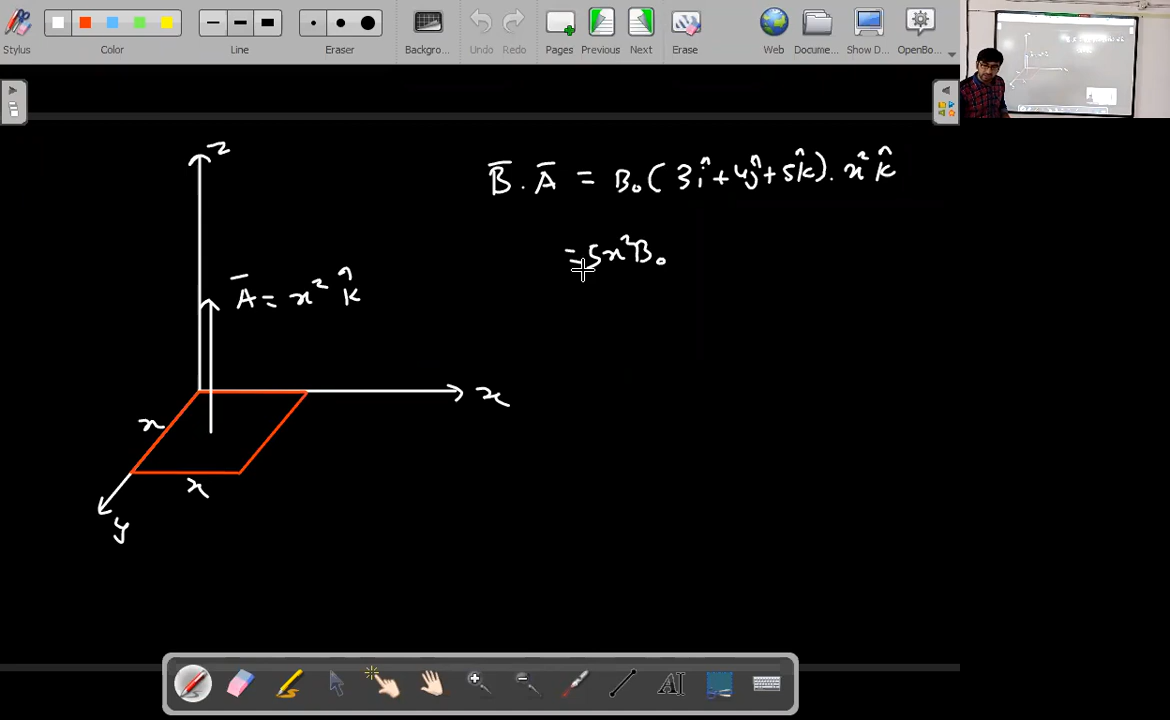 Stylus Color Line Eraser Backgro... Undo Redo Pages Previous Next Erase Web Docume... Show D... OpenBo...
z
B̅ . A̅ = B₀ ( 3î + 4ĵ + 5k̂ ) . x² k̂
= 5x²B₀
A̅ = x² k̂
x
x
x
y